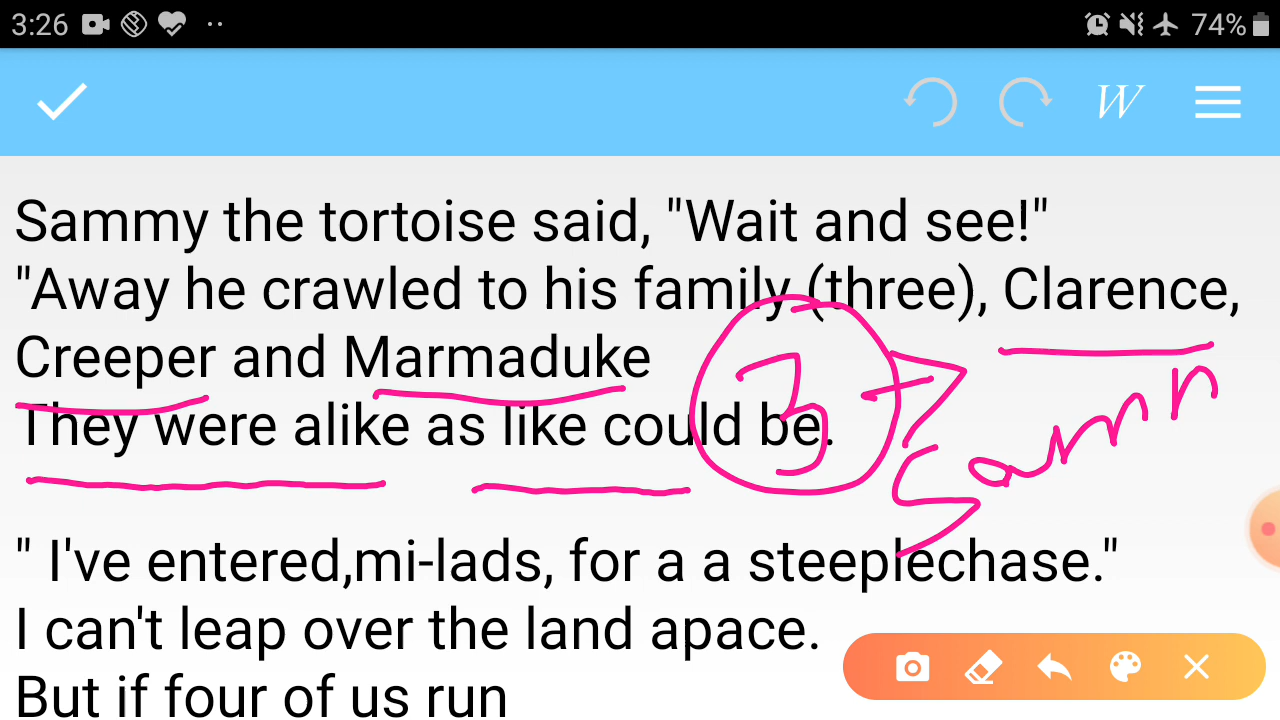 3:26 74%
W
Sammy the tortoise said, "Wait and see!"
"Away he crawled to his family (three), Clarence,
Creeper and Marmaduke
They were alike as like could be.
3
" I've entered,mi-lads, for a a steeplechase."
I can't leap over the land apace.
But if four of us run